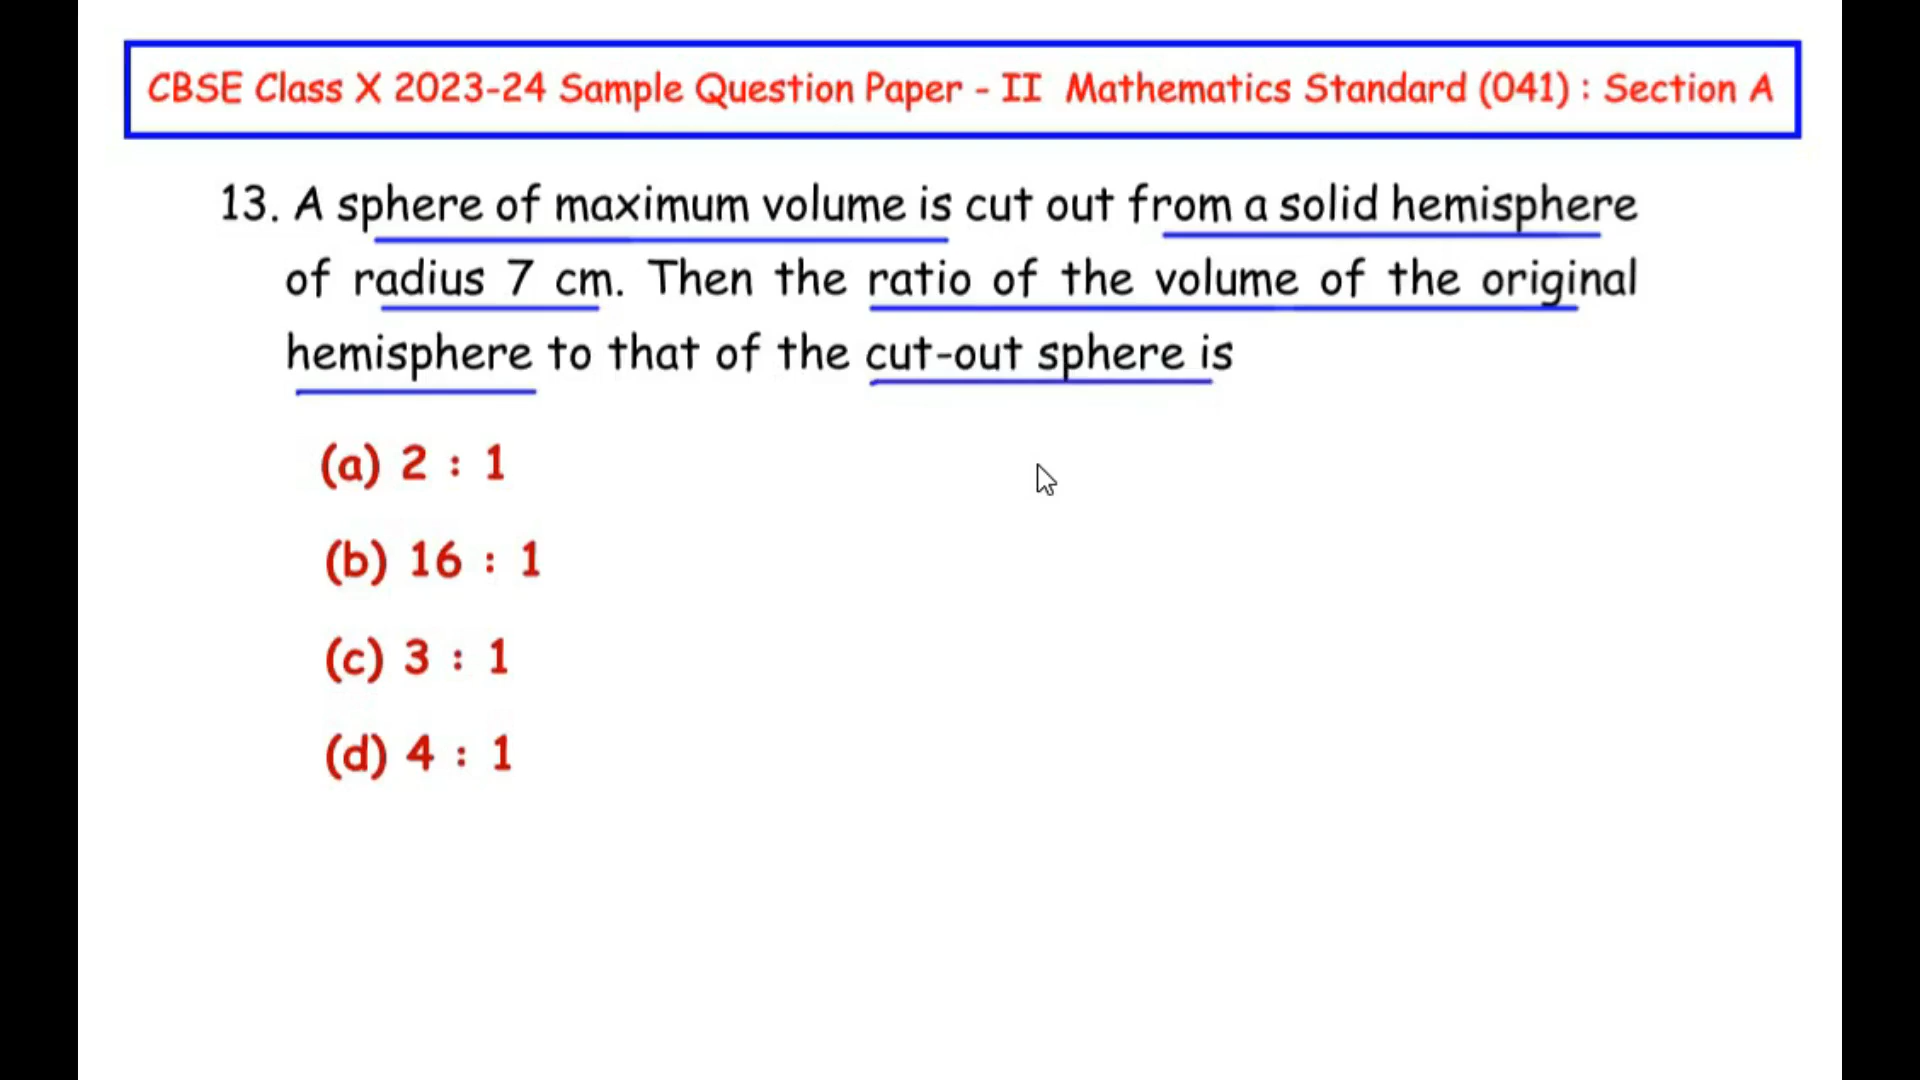 CBSE Class X 2023-24 Sample Question Paper - II Mathematics Standard (041) : Section A
13. A sphere of maximum volume is cut out from a solid hemisphere
of radius 7 cm. Then the ratio of the volume of the original
hemisphere to that of the cut-out sphere is
(a) 2 : 1
(b) 16 : 1
(c) 3 : 1
(d) 4 : 1